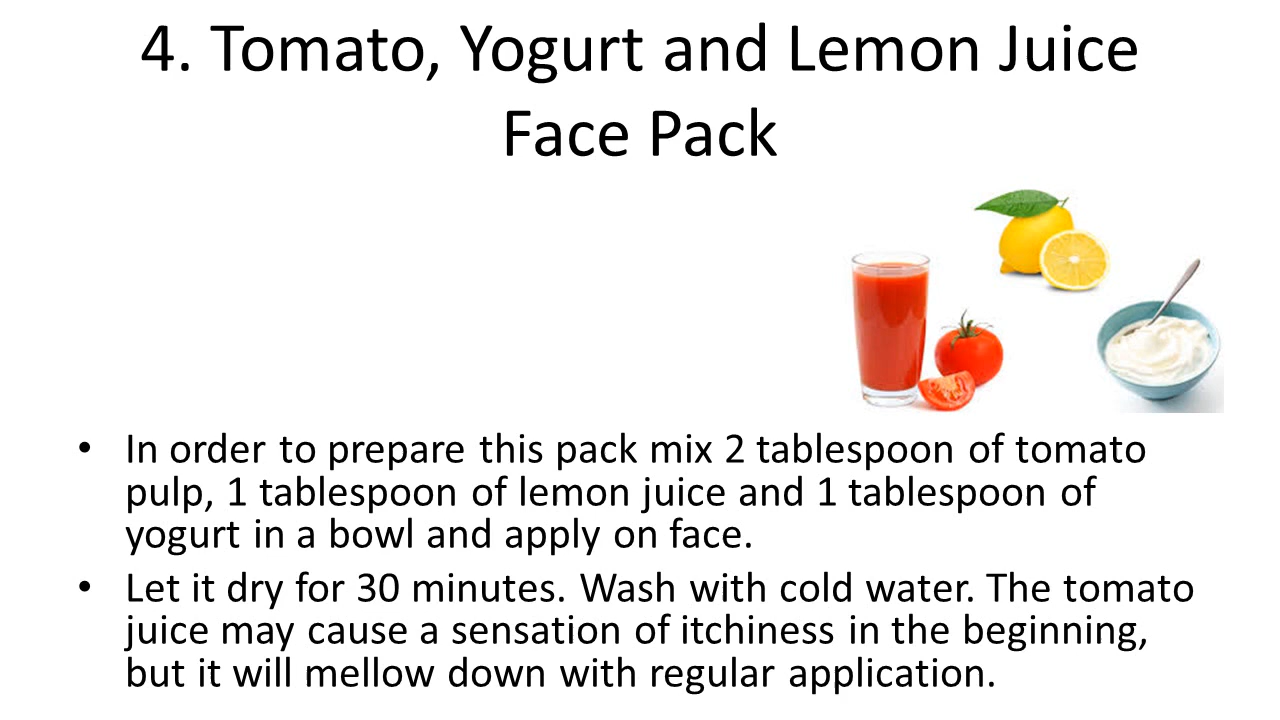 4. Tomato, Yogurt and Lemon Juice
Face Pack
• In order to prepare this pack mix 2 tablespoon of tomato
pulp, 1 tablespoon of lemon juice and 1 tablespoon of
yogurt in a bowl and apply on face.
• Let it dry for 30 minutes. Wash with cold water. The tomato
juice may cause a sensation of itchiness in the beginning,
but it will mellow down with regular application.